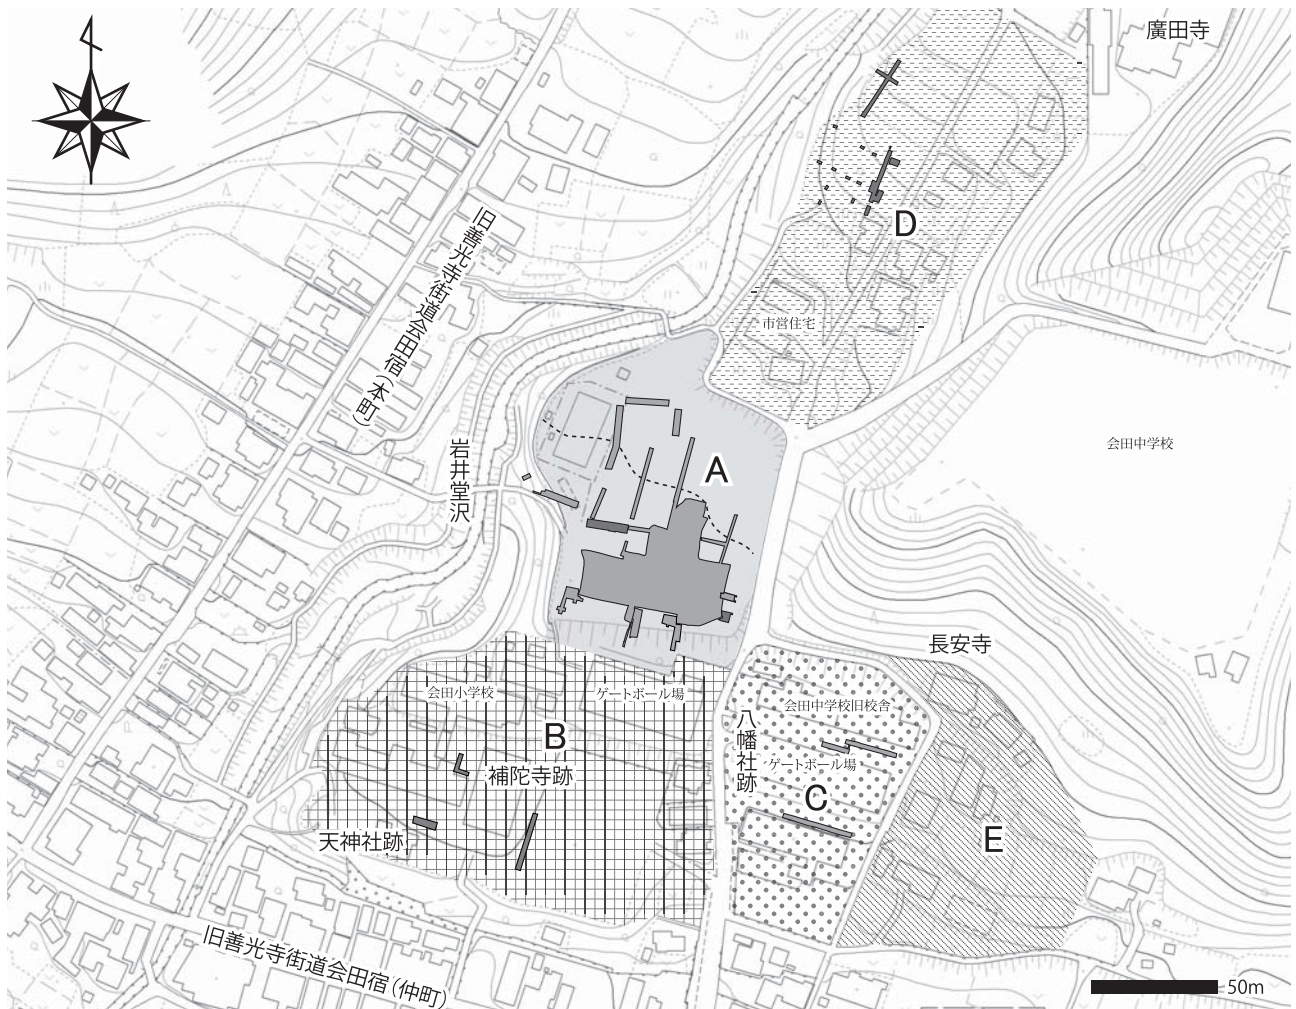 廣田寺
D
旧善光寺街道会田宿（本町）
市営住宅
会田中学校
A
岩井堂沢
長安寺
会田小学校
ゲートボール場
B
補陀寺跡
天神社跡
八幡社跡
会田中学校旧校舎
ゲートボール場
C
E
旧善光寺街道会田宿（仲町）
50m